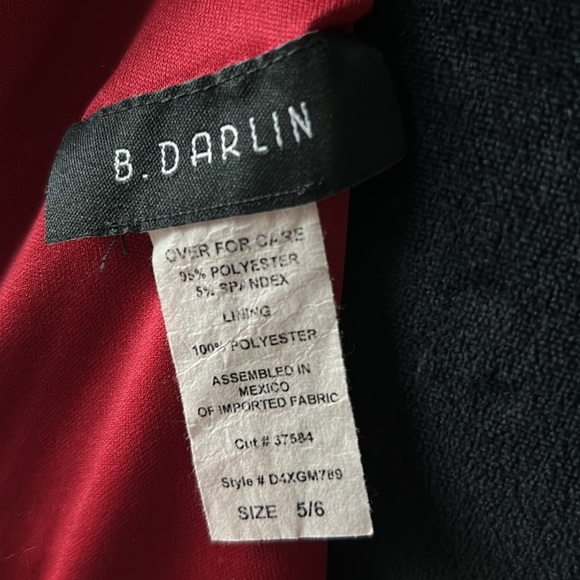 B. DARLIN
OVER FOR CARE
95% POLYESTER
5% SPANDEX
LINING
100% POLYESTER
ASSEMBLED IN
MEXICO
OF IMPORTED FABRIC
Cut # 37584
Style # D4XGM789
SIZE 5/6